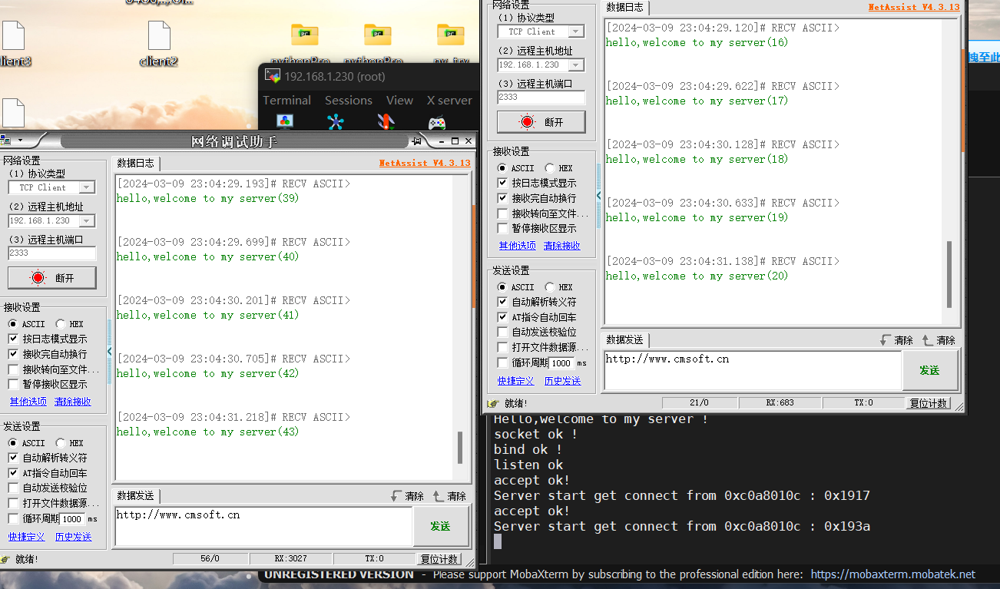 client2
192.168.1.230 (root)
Terminal Sessions View X server
网络调试助手
网络设置
(1) 协议类型
TCP Client
(2) 远程主机地址
192.168.1.230
(3) 远程主机端口
2333
断开
接收设置
ASCII HEX
按日志模式显示
接收完自动换行
接收转向至文件...
暂停接收区显示
其他选项 清除接收
发送设置
ASCII HEX
自动解析转义符
AT指令自动回车
自动发送校验位
打开文件数据源...
循环周期 1000 ms
快捷定义 历史发送
就绪!
数据日志
NetAssist V4.3.13
[2024-03-09 23:04:29.193]# RECV ASCII>
hello,welcome to my server(39)
[2024-03-09 23:04:29.699]# RECV ASCII>
hello,welcome to my server(40)
[2024-03-09 23:04:30.201]# RECV ASCII>
hello,welcome to my server(41)
[2024-03-09 23:04:30.705]# RECV ASCII>
hello,welcome to my server(42)
[2024-03-09 23:04:31.218]# RECV ASCII>
hello,welcome to my server(43)
数据发送
清除 清除
http://www.cmsoft.cn
发送
56/0 RX:3027 TX:0 复位计数
网络设置
(1) 协议类型
TCP Client
(2) 远程主机地址
192.168.1.230
(3) 远程主机端口
2333
断开
接收设置
ASCII HEX
按日志模式显示
接收完自动换行
接收转向至文件...
暂停接收区显示
其他选项 清除接收
发送设置
ASCII HEX
自动解析转义符
AT指令自动回车
自动发送校验位
打开文件数据源...
循环周期 1000 ms
快捷定义 历史发送
就绪!
数据日志
NetAssist V4.3.13
[2024-03-09 23:04:29.120]# RECV ASCII>
hello,welcome to my server(16)
[2024-03-09 23:04:29.622]# RECV ASCII>
hello,welcome to my server(17)
[2024-03-09 23:04:30.128]# RECV ASCII>
hello,welcome to my server(18)
[2024-03-09 23:04:30.633]# RECV ASCII>
hello,welcome to my server(19)
[2024-03-09 23:04:31.138]# RECV ASCII>
hello,welcome to my server(20)
数据发送
清除 清除
http://www.cmsoft.cn
发送
21/0 RX:683 TX:0 复位计数
拽至此
Hello,welcome to my server !
socket ok !
bind ok !
listen ok
accept ok!
Server start get connect from 0xc0a8010c : 0x1917
accept ok!
Server start get connect from 0xc0a8010c : 0x193a
UNREGISTERED VERSION - Please support MobaXterm by subscribing to the professional edition here: https://mobaxterm.mobatek.net